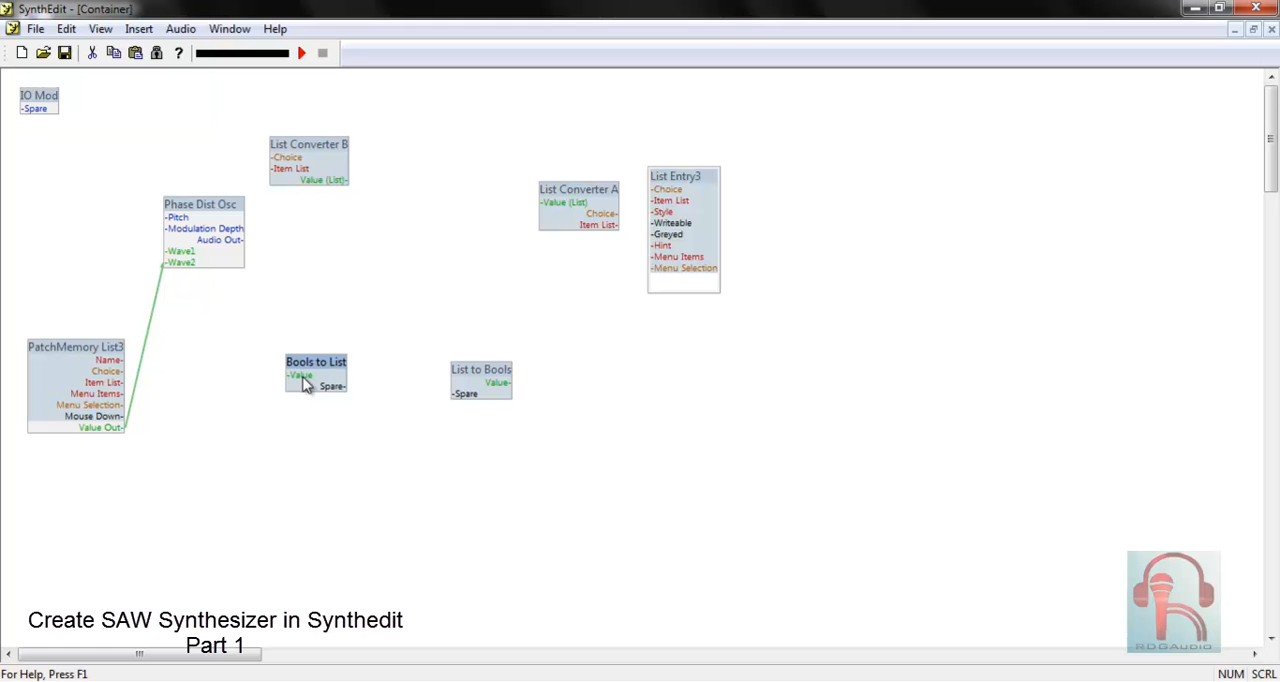 SynthEdit - [Container]
File Edit View Insert Audio Window Help
IO Mod
-Spare
List Converter B
-Choice
-Item List
Value (List)-
Phase Dist Osc
-Pitch
-Modulation Depth
Audio Out-
-Wave1
-Wave2
List Converter A
-Value (List)
Choice-
Item List-
List Entry3
-Choice
-Item List
-Style
-Writeable
-Greyed
-Hint
-Menu Items
-Menu Selection
PatchMemory List3
Name-
Choice-
Item List-
Menu Items-
Menu Selection-
Mouse Down-
Value Out-
Bools to List
-Value
Spare-
List to Bools
Value-
-Spare
Create SAW Synthesizer in Synthedit
Part 1
RDGAUDIO
For Help, Press F1
NUM SCRL